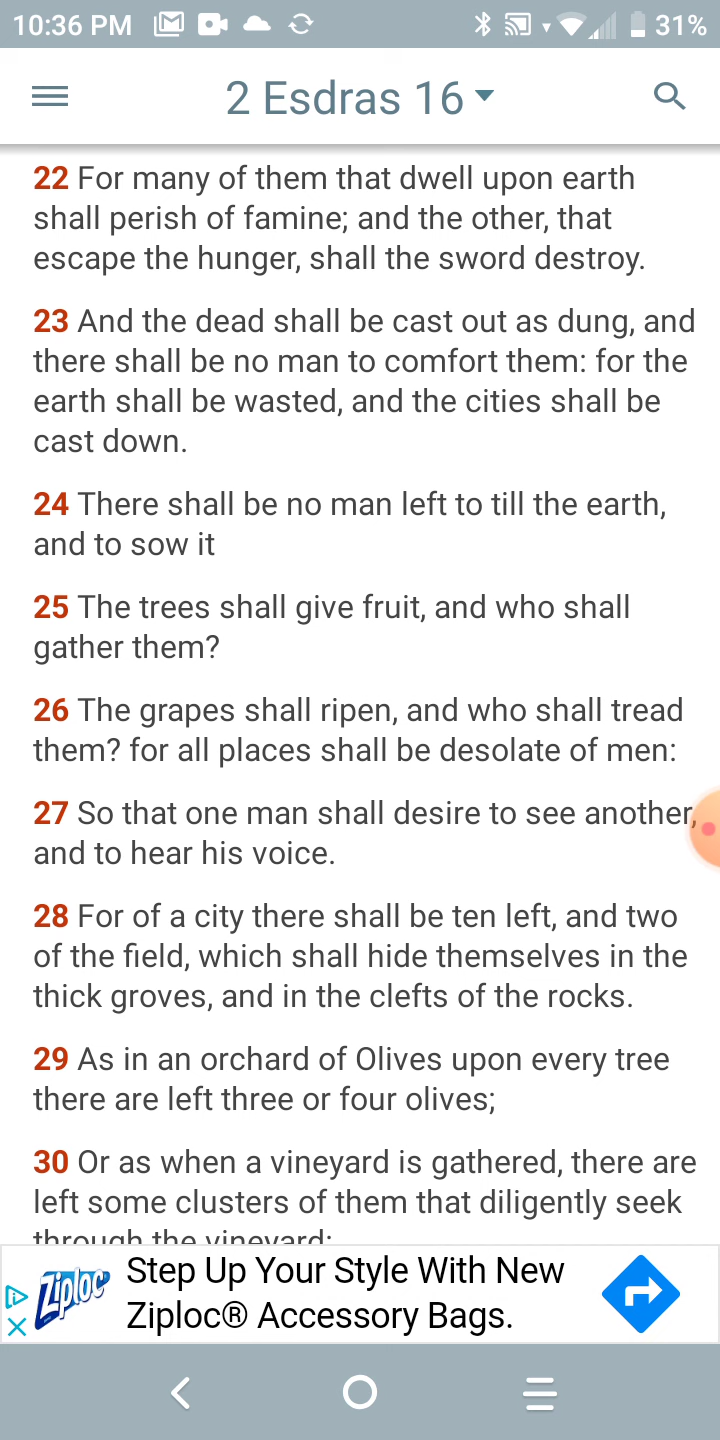 10:36 PM 31%
2 Esdras 16
22 For many of them that dwell upon earth
shall perish of famine; and the other, that
escape the hunger, shall the sword destroy.
23 And the dead shall be cast out as dung, and
there shall be no man to comfort them: for the
earth shall be wasted, and the cities shall be
cast down.
24 There shall be no man left to till the earth,
and to sow it
25 The trees shall give fruit, and who shall
gather them?
26 The grapes shall ripen, and who shall tread
them? for all places shall be desolate of men:
27 So that one man shall desire to see another,
and to hear his voice.
28 For of a city there shall be ten left, and two
of the field, which shall hide themselves in the
thick groves, and in the clefts of the rocks.
29 As in an orchard of Olives upon every tree
there are left three or four olives;
30 Or as when a vineyard is gathered, there are
left some clusters of them that diligently seek
through the vineyard:
Ziploc
Step Up Your Style With New
Ziploc® Accessory Bags.